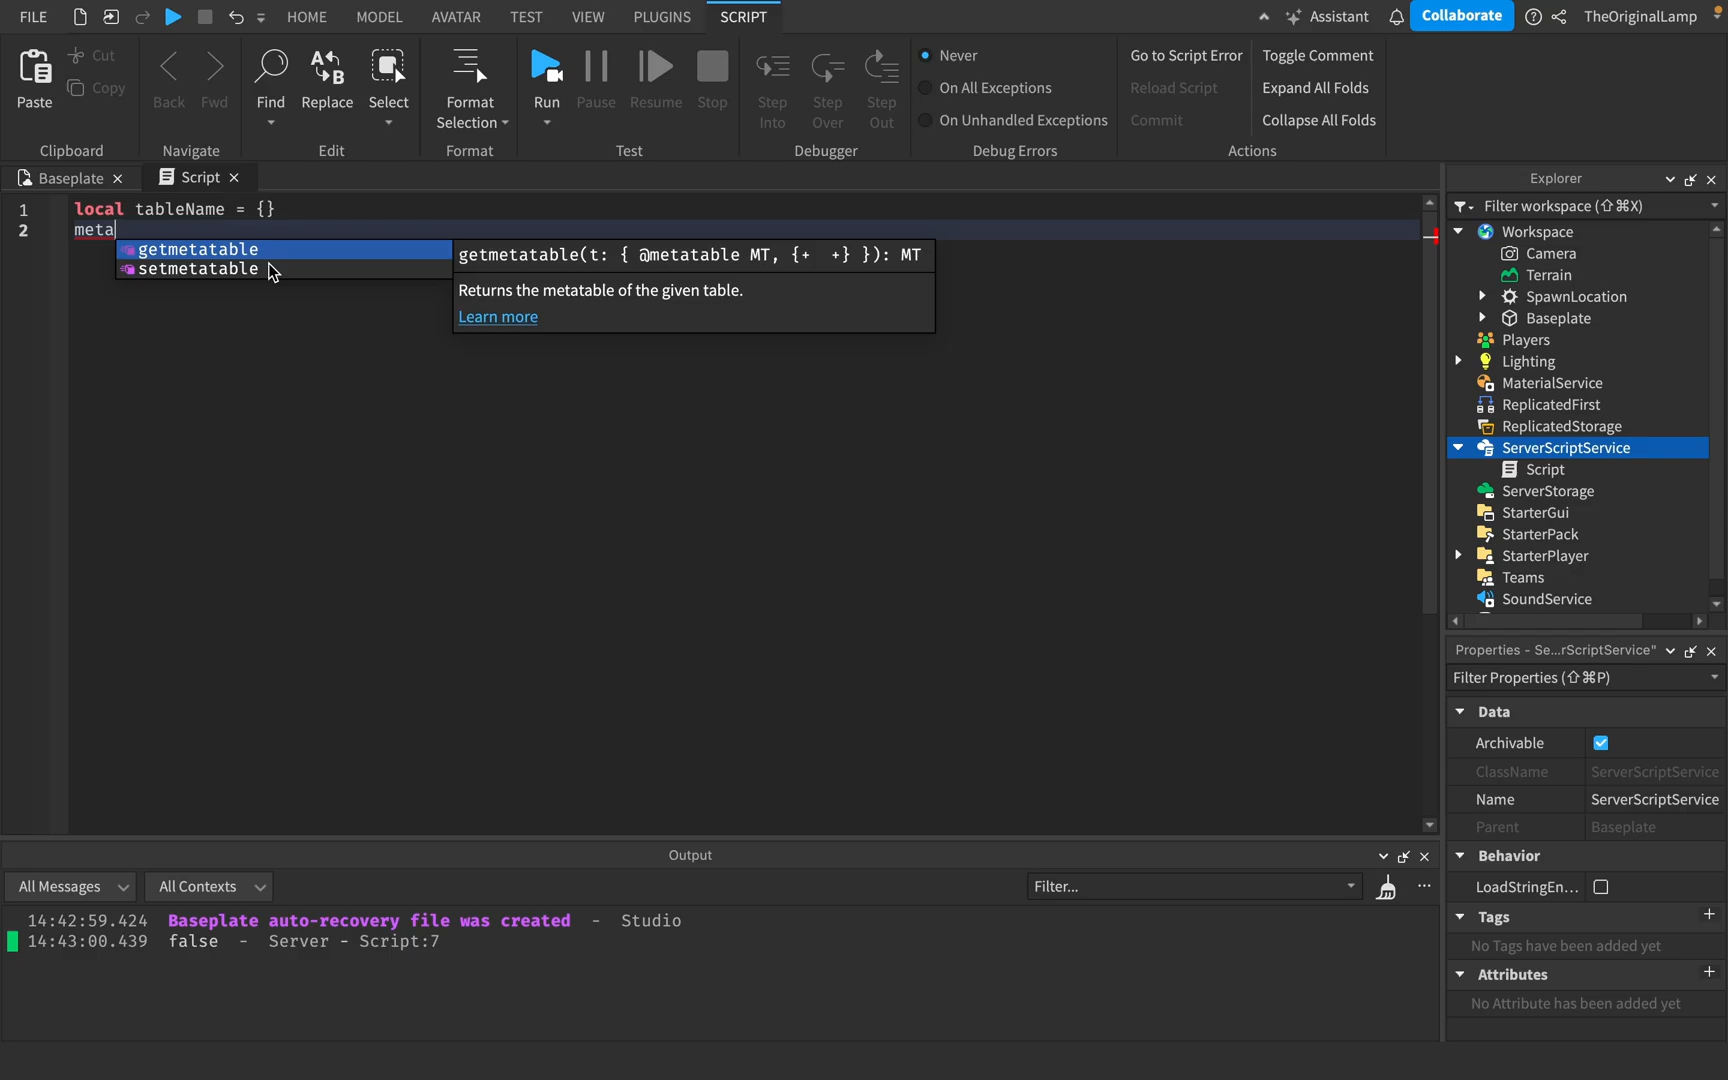 FILE HOME MODEL AVATAR TEST VIEW PLUGINS SCRIPT Assistant Collaborate TheOriginalLamp
Paste Cut Copy
Clipboard
Back Fwd
Navigate
Find Replace Select
Edit
Format Selection
Format
Run Pause Resume Stop
Test
Step Into Step Over Step Out
Debugger
Never
On All Exceptions
On Unhandled Exceptions
Debug Errors
Go to Script Error Toggle Comment
Reload Script Expand All Folds
Commit Collapse All Folds
Actions
Baseplate Script
1 local tableName = {}
2 meta
getmetatable
setmetatable
getmetatable(t: { @metatable MT, {+ +} }): MT
Returns the metatable of the given table.
Learn more
Explorer
Filter workspace (⇧⌘X)
Workspace
Camera
Terrain
SpawnLocation
Baseplate
Players
Lighting
MaterialService
ReplicatedFirst
ReplicatedStorage
ServerScriptService
Script
ServerStorage
StarterGui
StarterPack
StarterPlayer
Teams
SoundService
Properties - Se...rScriptService"
Filter Properties (⇧⌘P)
Data
Archivable
ClassName ServerScriptService
Name ServerScriptService
Parent Baseplate
Behavior
LoadStringEn...
Tags +
No Tags have been added yet
Attributes +
No Attribute has been added yet
Output
All Messages All Contexts Filter... ...
14:42:59.424 Baseplate auto-recovery file was created - Studio
14:43:00.439 false - Server - Script:7